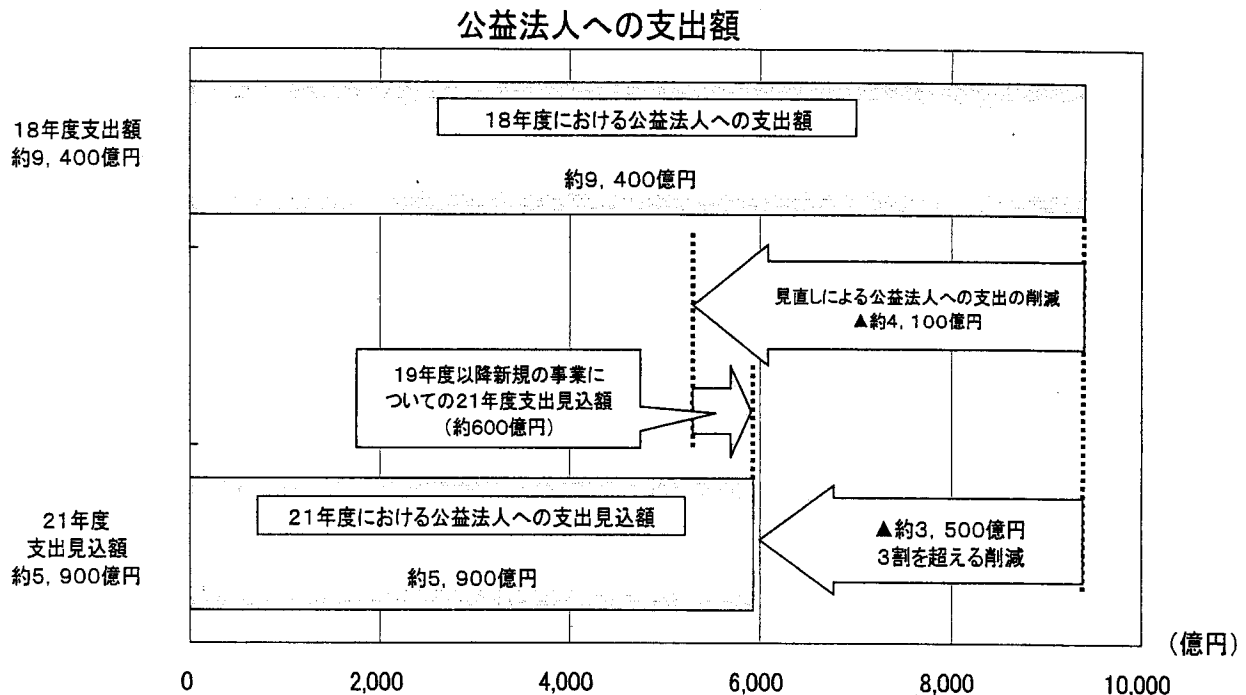 公益法人への支出額
18年度支出額
約9，400億円
18年度における公益法人への支出額
約9，400億円
見直しによる公益法人への支出の削減
▲約4，100億円
19年度以降新規の事業に
ついての21年度支出見込額
（約600億円）
21年度
支出見込額
約5，900億円
21年度における公益法人への支出見込額
約5，900億円
▲約3，500億円
3割を超える削減
（億円）
0 2,000 4,000 6,000 8,000 10,000